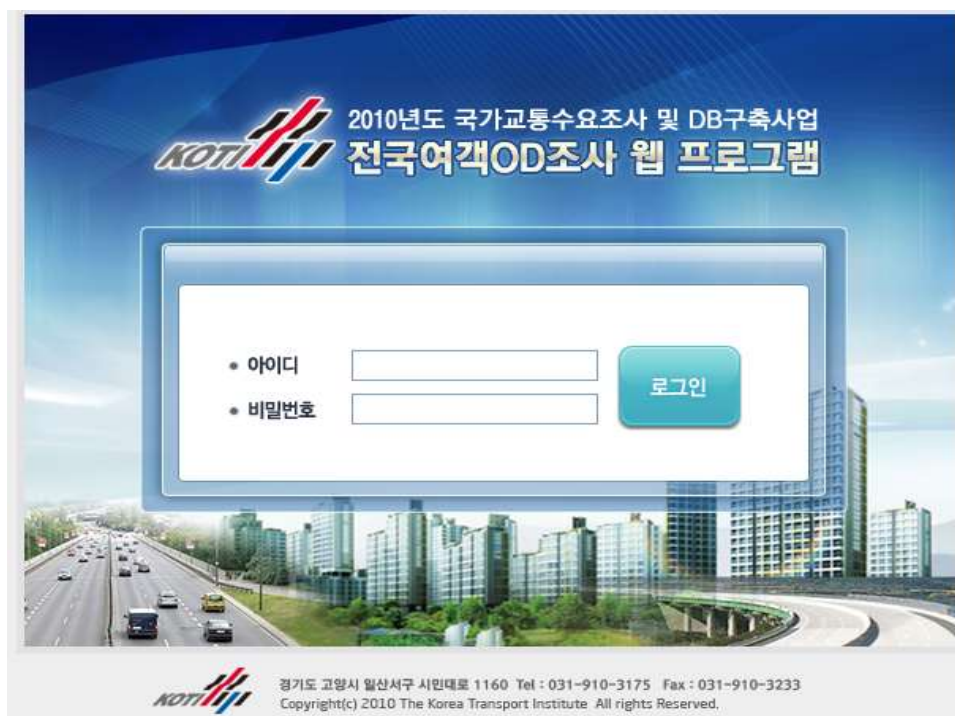 KOTI
2010년도 국가교통수요조사 및 DB구축사업
전국여객OD조사 웹 프로그램
아이디
로그인
비밀번호
KOTI
경기도 고양시 일산서구 시민대로 1160 Tel : 031-910-3175 Fax : 031-910-3233
Copyright(c) 2010 The Korea Transport Institute All rights Reserved.